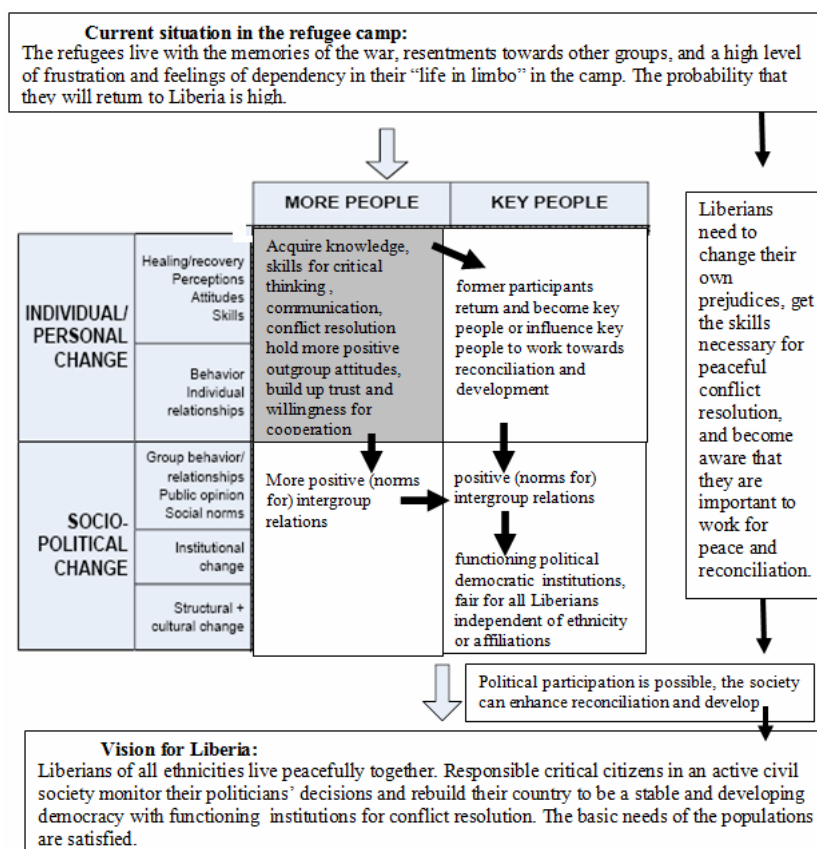 Current situation in the refugee camp:
The refugees live with the memories of the war, resentments towards other groups, and a high level
of frustration and feelings of dependency in their “life in limbo” in the camp. The probability that
they will return to Liberia is high.
MORE PEOPLE
KEY PEOPLE
INDIVIDUAL/
PERSONAL
CHANGE
Healing/recovery
Perceptions
Attitudes
Skills
Behavior
Individual
relationships
Acquire knowledge,
skills for critical
thinking ,
communication,
conflict resolution
hold more positive
outgroup attitudes,
build up trust and
willingness for
cooperation
former participants
return and become key
people or influence key
people to work towards
reconciliation and
development
SOCIO-
POLITICAL
CHANGE
Group behavior/
relationships
Public opinion
Social norms
Institutional
change
Structural +
cultural change
More positive (norms
for) intergroup
relations
positive (norms for)
intergroup relations
functioning political
democratic institutions,
fair for all Liberians
independent of ethnicity
or affiliations
Liberians
need to
change their
own
prejudices, get
the skills
necessary for
peaceful
conflict
resolution,
and become
aware that
they are
important to
work for
peace and
reconciliation.
Political participation is possible, the society
can enhance reconciliation and develop
Vision for Liberia:
Liberians of all ethnicities live peacefully together. Responsible critical citizens in an active civil
society monitor their politicians’ decisions and rebuild their country to be a stable and developing
democracy with functioning institutions for conflict resolution. The basic needs of the populations
are satisfied.